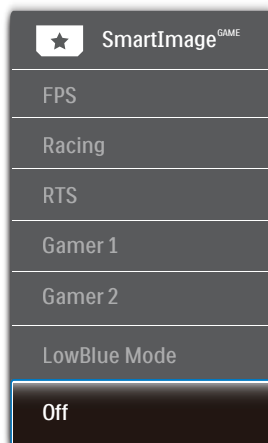 SmartImage GAME
FPS
Racing
RTS
Gamer 1
Gamer 2
LowBlue Mode
Off